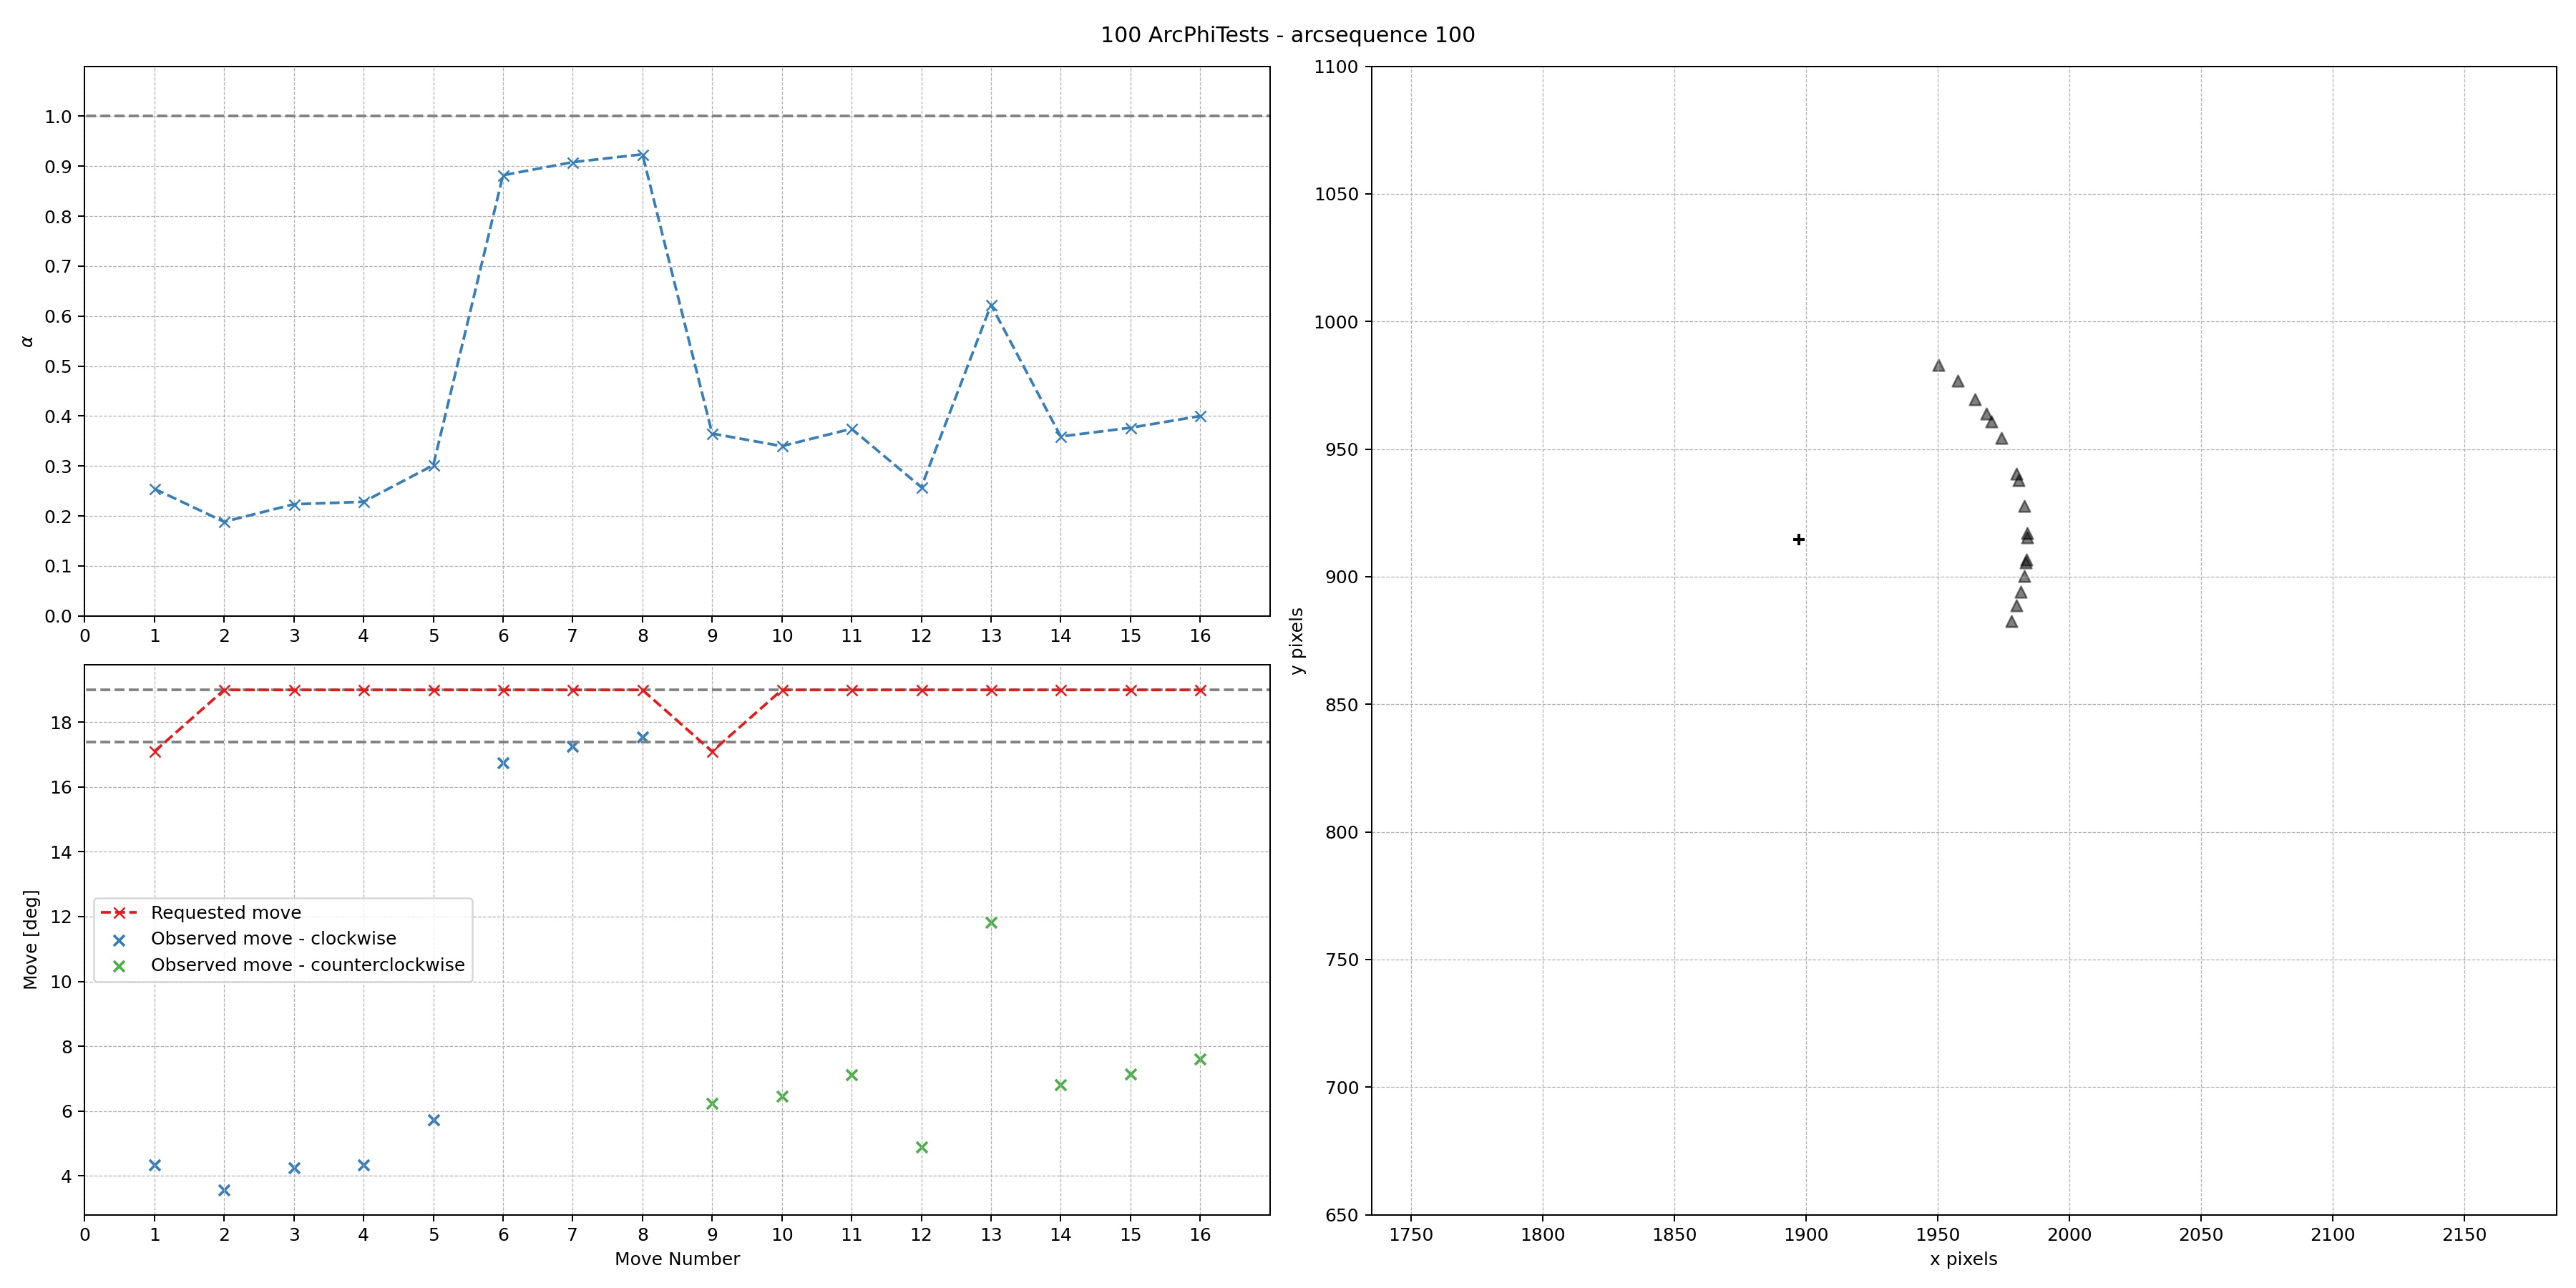 100 ArcPhiTests - arcsequence 100
1.0
0.9
0.8
0.7
0.6
0.5
0.4
0.3
0.2
0.1
0.0
α
0 1 2 3 4 5 6 7 8 9 10 11 12 13 14 15 16
18
16
14
12
10
8
6
4
Move [deg]
Requested move
Observed move - clockwise
Observed move - counterclockwise
0 1 2 3 4 5 6 7 8 9 10 11 12 13 14 15 16
Move Number
1100
1050
1000
950
900
850
800
750
700
650
y pixels
1750 1800 1850 1900 1950 2000 2050 2100 2150
x pixels